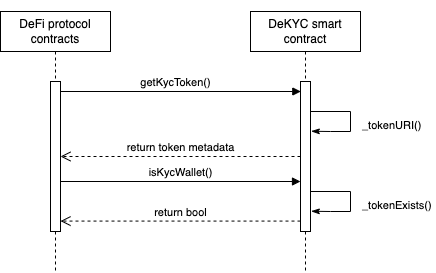 DeFi protocol
contracts
DeKYC smart
contract
getKycToken()
_tokenURI()
return token metadata
isKycWallet()
_tokenExists()
return bool